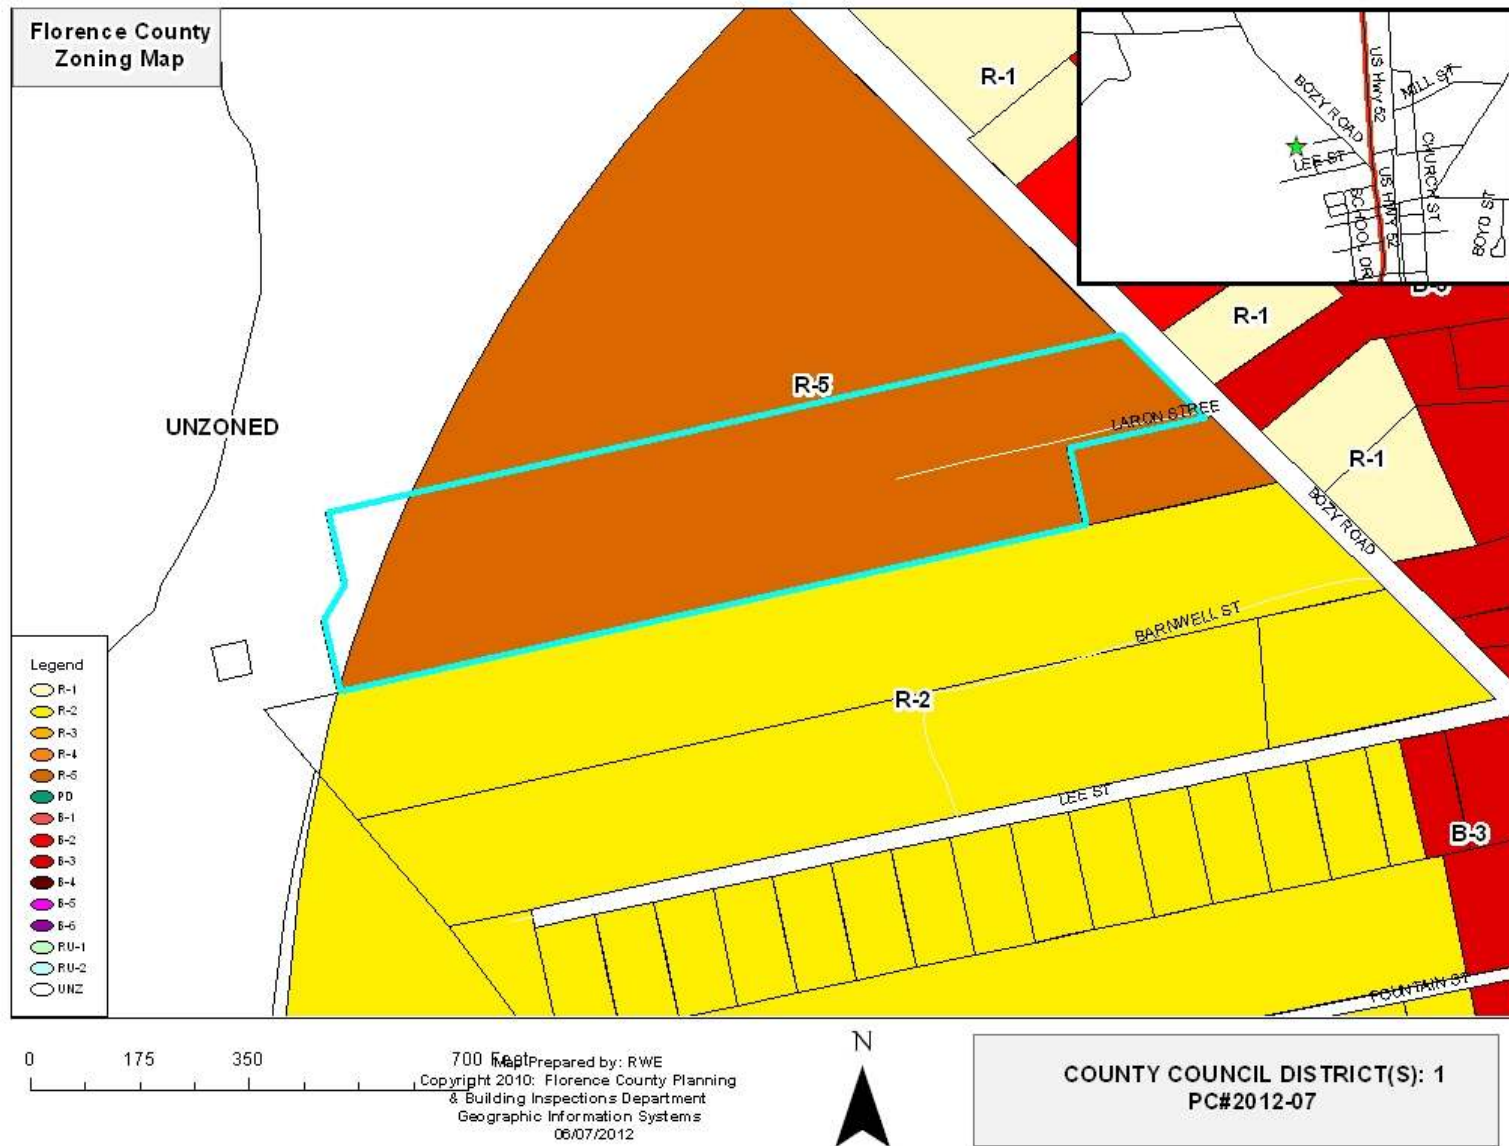 Florence County
Zoning Map
R-1
US HWY 52
MILL ST
BOZY ROAD
LEE ST
CHURCH ST
US HWY 52
SCHOOL DR
BOYD ST
B-3
R-1
R-5
LARON STREE
UNZONED
R-1
BOZY ROAD
BARNWELL ST
R-2
LEE ST
B-3
FOUNTAIN ST
Legend
R-1
R-2
R-3
R-4
R-5
PD
B-1
B-2
B-3
B-4
B-5
B-6
RU-1
RU-2
UNZ
0 175 350 700 Feet
Map Prepared by: RWE
Copyright 2010: Florence County Planning
& Building Inspections Department
Geographic Information Systems
06/07/2012
N
COUNTY COUNCIL DISTRICT(S): 1
PC#2012-07